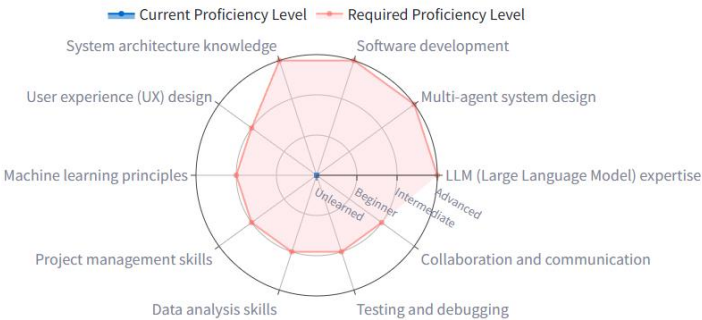 Current Proficiency Level Required Proficiency Level
System architecture knowledge
Software development
User experience (UX) design
Multi-agent system design
Machine learning principles
LLM (Large Language Model) expertise
Unlearned
Beginner
Intermediate
Advanced
Project management skills
Collaboration and communication
Data analysis skills
Testing and debugging